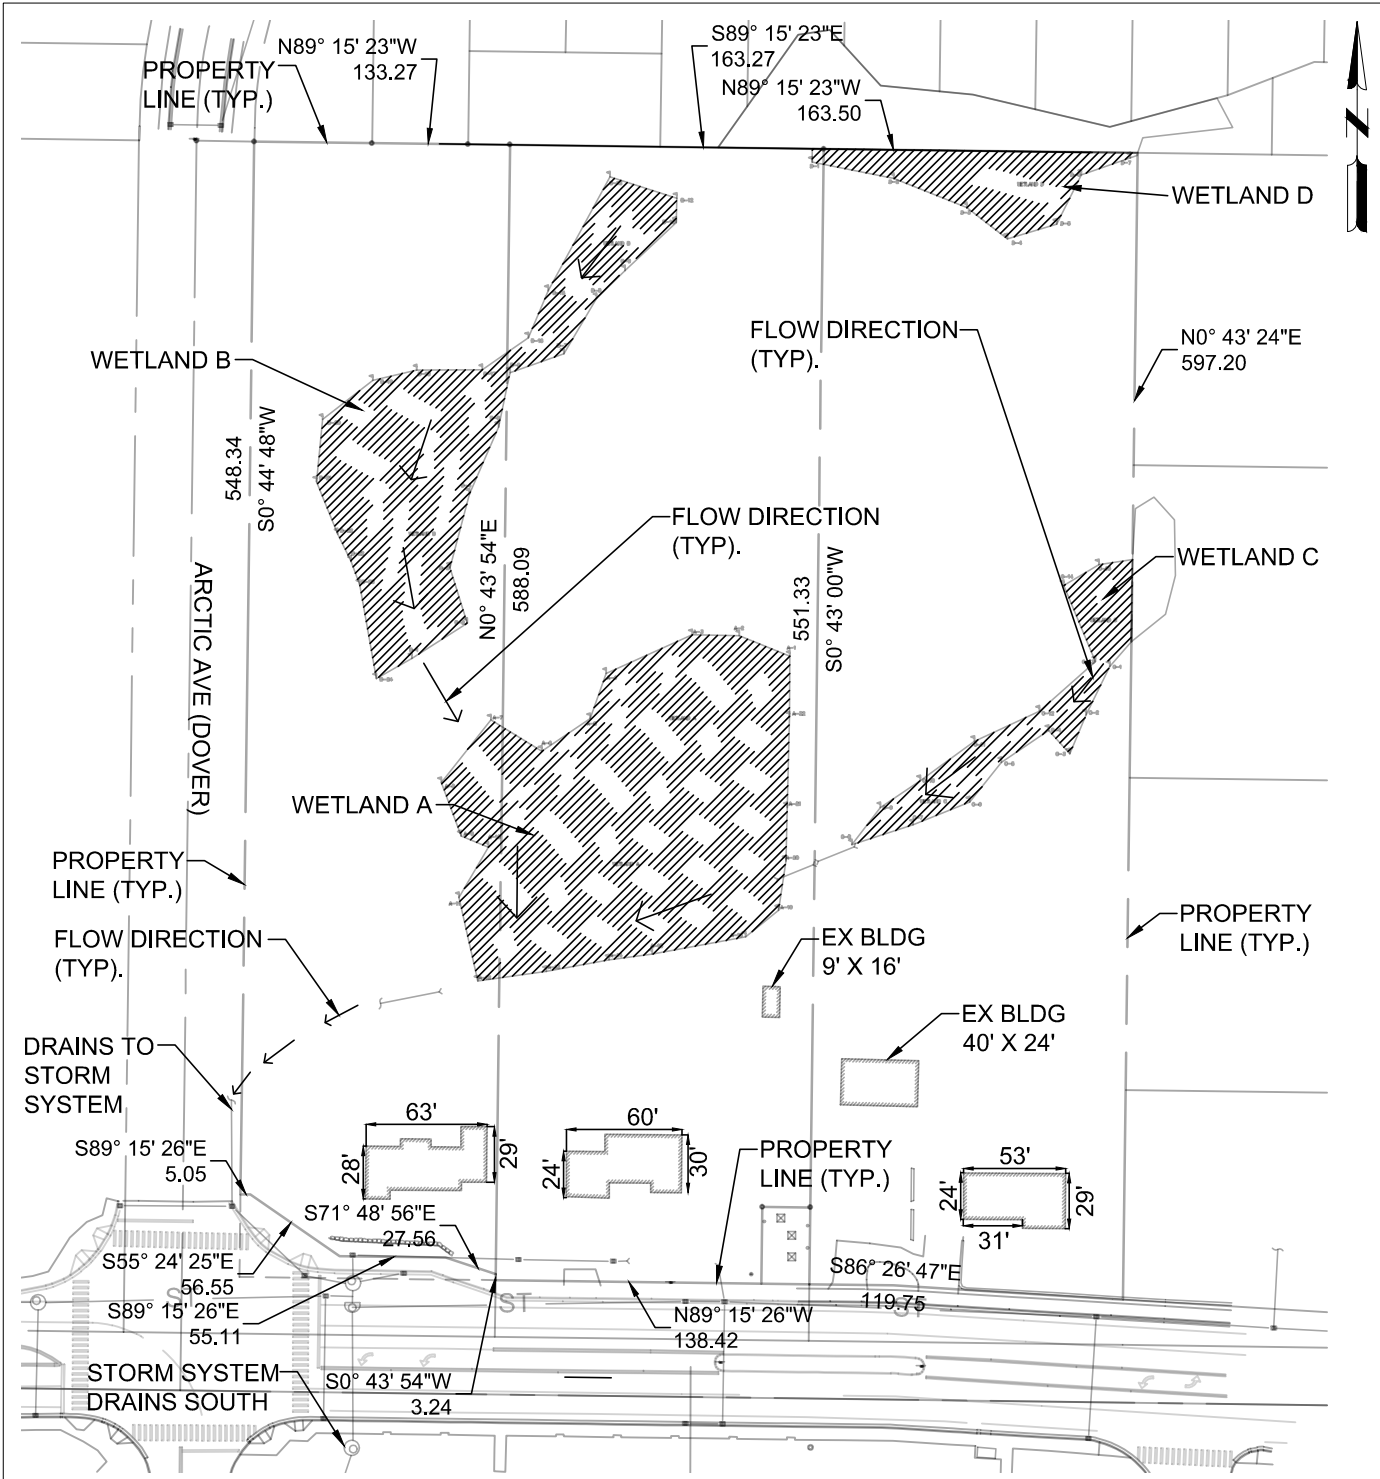 N89° 15' 23"W
133.27
PROPERTY
LINE (TYP.)
S89° 15' 23"E
163.27
N89° 15' 23"W
163.50
N
WETLAND D
WETLAND B
FLOW DIRECTION
(TYP).
N0° 43' 24"E
597.20
548.34
S0° 44' 48"W
FLOW DIRECTION
(TYP).
N0° 43' 54"E
588.09
551.33
S0° 43' 00"W
WETLAND C
ARCTIC AVE (DOVER)
WETLAND A
PROPERTY
LINE (TYP.)
FLOW DIRECTION
(TYP).
PROPERTY
LINE (TYP.)
EX BLDG
9' X 16'
EX BLDG
40' X 24'
DRAINS TO
STORM
SYSTEM
S89° 15' 26"E
5.05
63'
28'
29'
60'
24'
30'
PROPERTY
LINE (TYP.)
53'
24'
29'
31'
S71° 48' 56"E
27.56
S55° 24' 25"E
56.55
S89° 15' 26"E
55.11
S86° 26' 47"E
119.75
ST
ST
N89° 15' 26"W
138.42
STORM SYSTEM
DRAINS SOUTH
S0° 43' 54"W
3.24